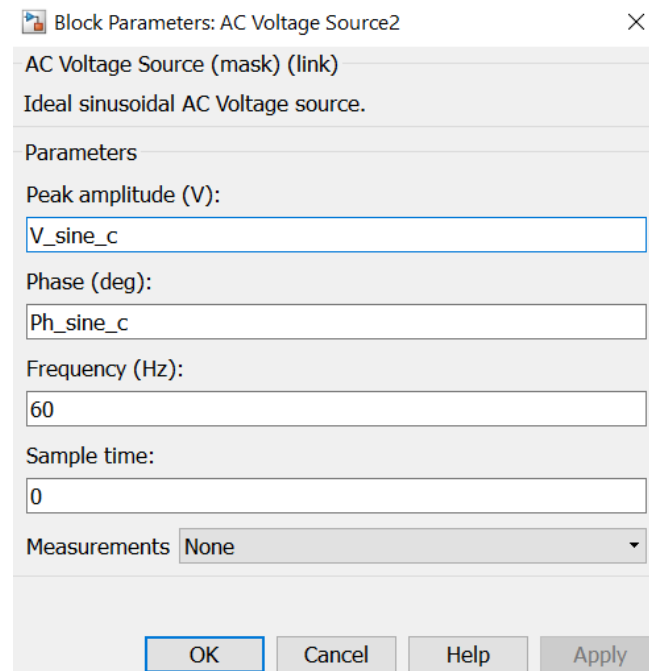 Block Parameters: AC Voltage Source2
AC Voltage Source (mask) (link)
Ideal sinusoidal AC Voltage source.
Parameters
Peak amplitude (V):
V_sine_c
Phase (deg):
Ph_sine_c
Frequency (Hz):
60
Sample time:
0
Measurements None
OK Cancel Help Apply